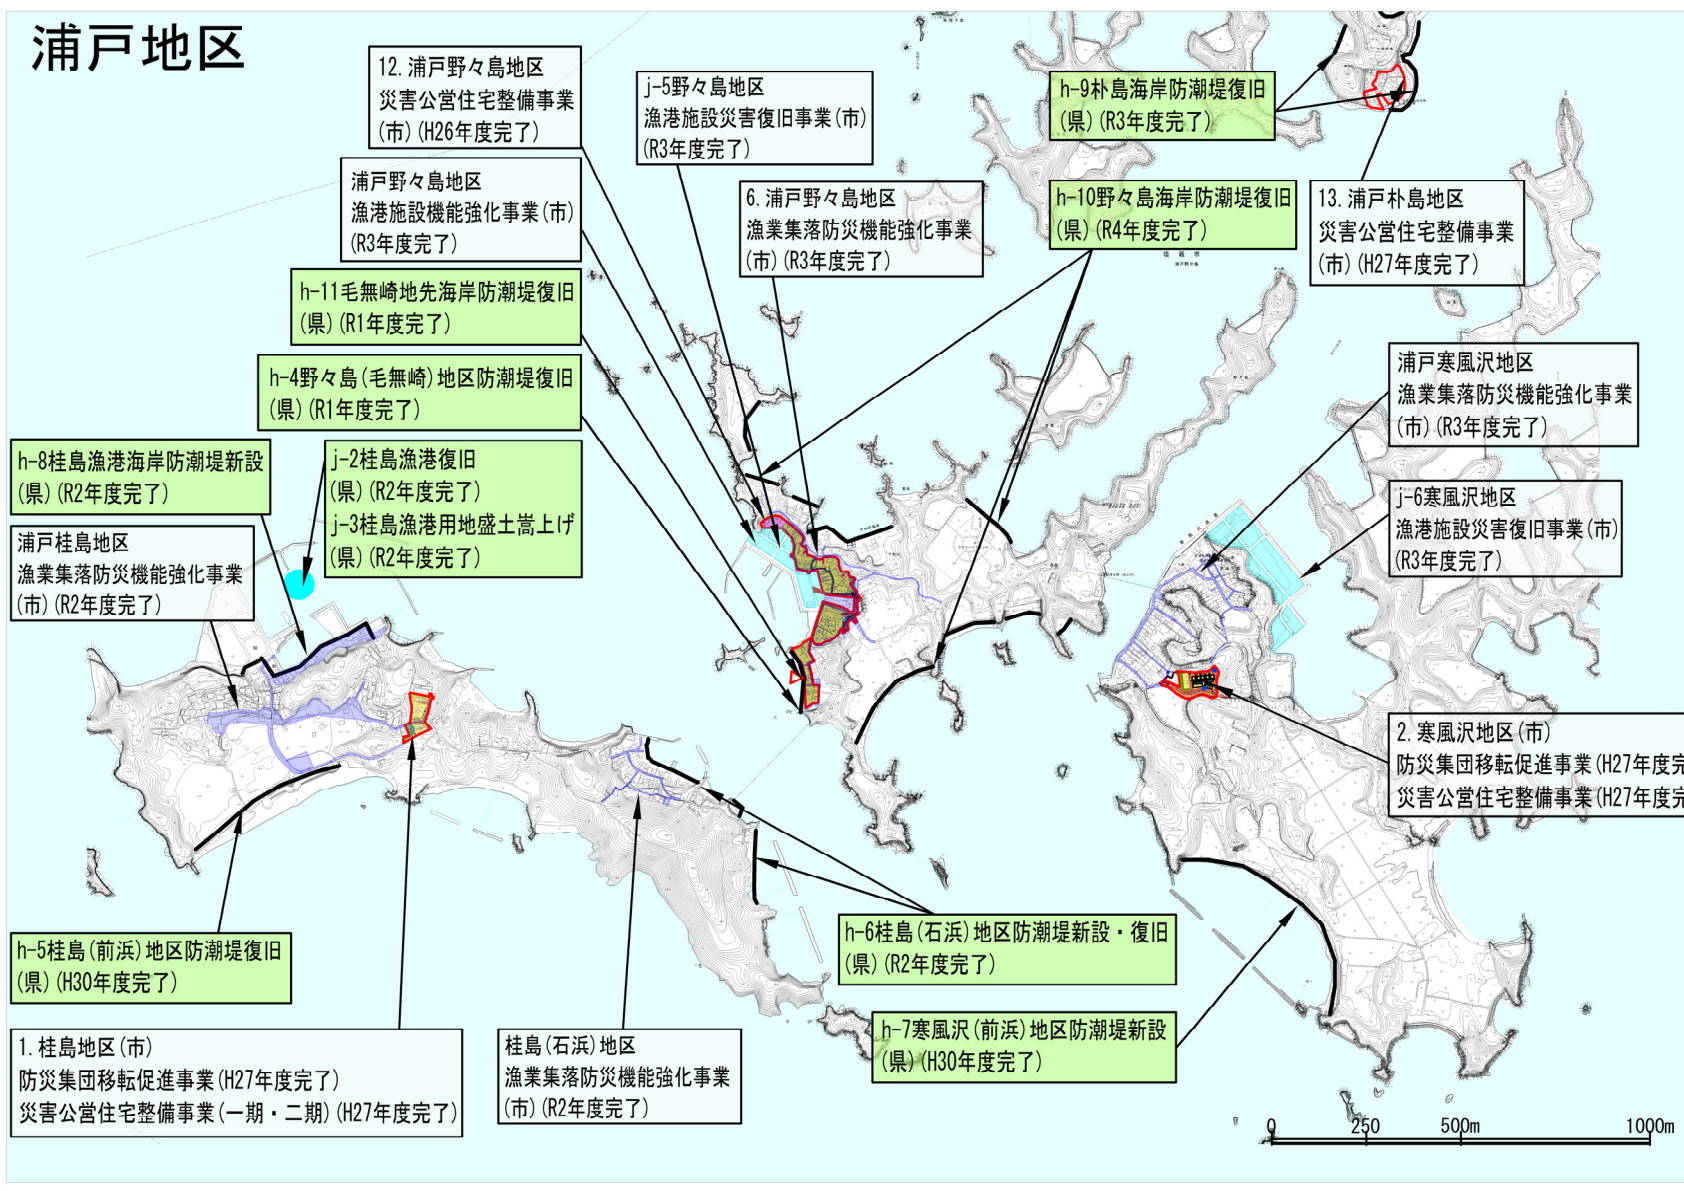 浦戸地区
12. 浦戸野々島地区
災害公営住宅整備事業
(市)(H26年度完了)
j-5野々島地区
漁港施設災害復旧事業(市)
(R3年度完了)
h-9朴島海岸防潮堤復旧
(県)(R3年度完了)
浦戸野々島地区
漁港施設機能強化事業(市)
(R3年度完了)
6. 浦戸野々島地区
漁業集落防災機能強化事業
(市)(R3年度完了)
h-10野々島海岸防潮堤復旧
(県)(R4年度完了)
13. 浦戸朴島地区
災害公営住宅整備事業
(市)(H27年度完了)
h-11毛無崎地先海岸防潮堤復旧
(県)(R1年度完了)
h-4野々島(毛無崎)地区防潮堤復旧
(県)(R1年度完了)
浦戸寒風沢地区
漁業集落防災機能強化事業
(市)(R3年度完了)
h-8桂島漁港海岸防潮堤新設
(県)(R2年度完了)
j-2桂島漁港復旧
(県)(R2年度完了)
j-3桂島漁港用地盛土嵩上げ
(県)(R2年度完了)
j-6寒風沢地区
漁港施設災害復旧事業(市)
(R3年度完了)
浦戸桂島地区
漁業集落防災機能強化事業
(市)(R2年度完了)
2. 寒風沢地区(市)
防災集団移転促進事業(H27年度完
災害公営住宅整備事業(H27年度完
h-5桂島(前浜)地区防潮堤復旧
(県)(H30年度完了)
h-6桂島(石浜)地区防潮堤新設・復旧
(県)(R2年度完了)
h-7寒風沢(前浜)地区防潮堤新設
(県)(H30年度完了)
1. 桂島地区(市)
防災集団移転促進事業(H27年度完了)
災害公営住宅整備事業(一期・二期)(H27年度完了)
桂島(石浜)地区
漁業集落防災機能強化事業
(市)(R2年度完了)
0 250 500m 1000m